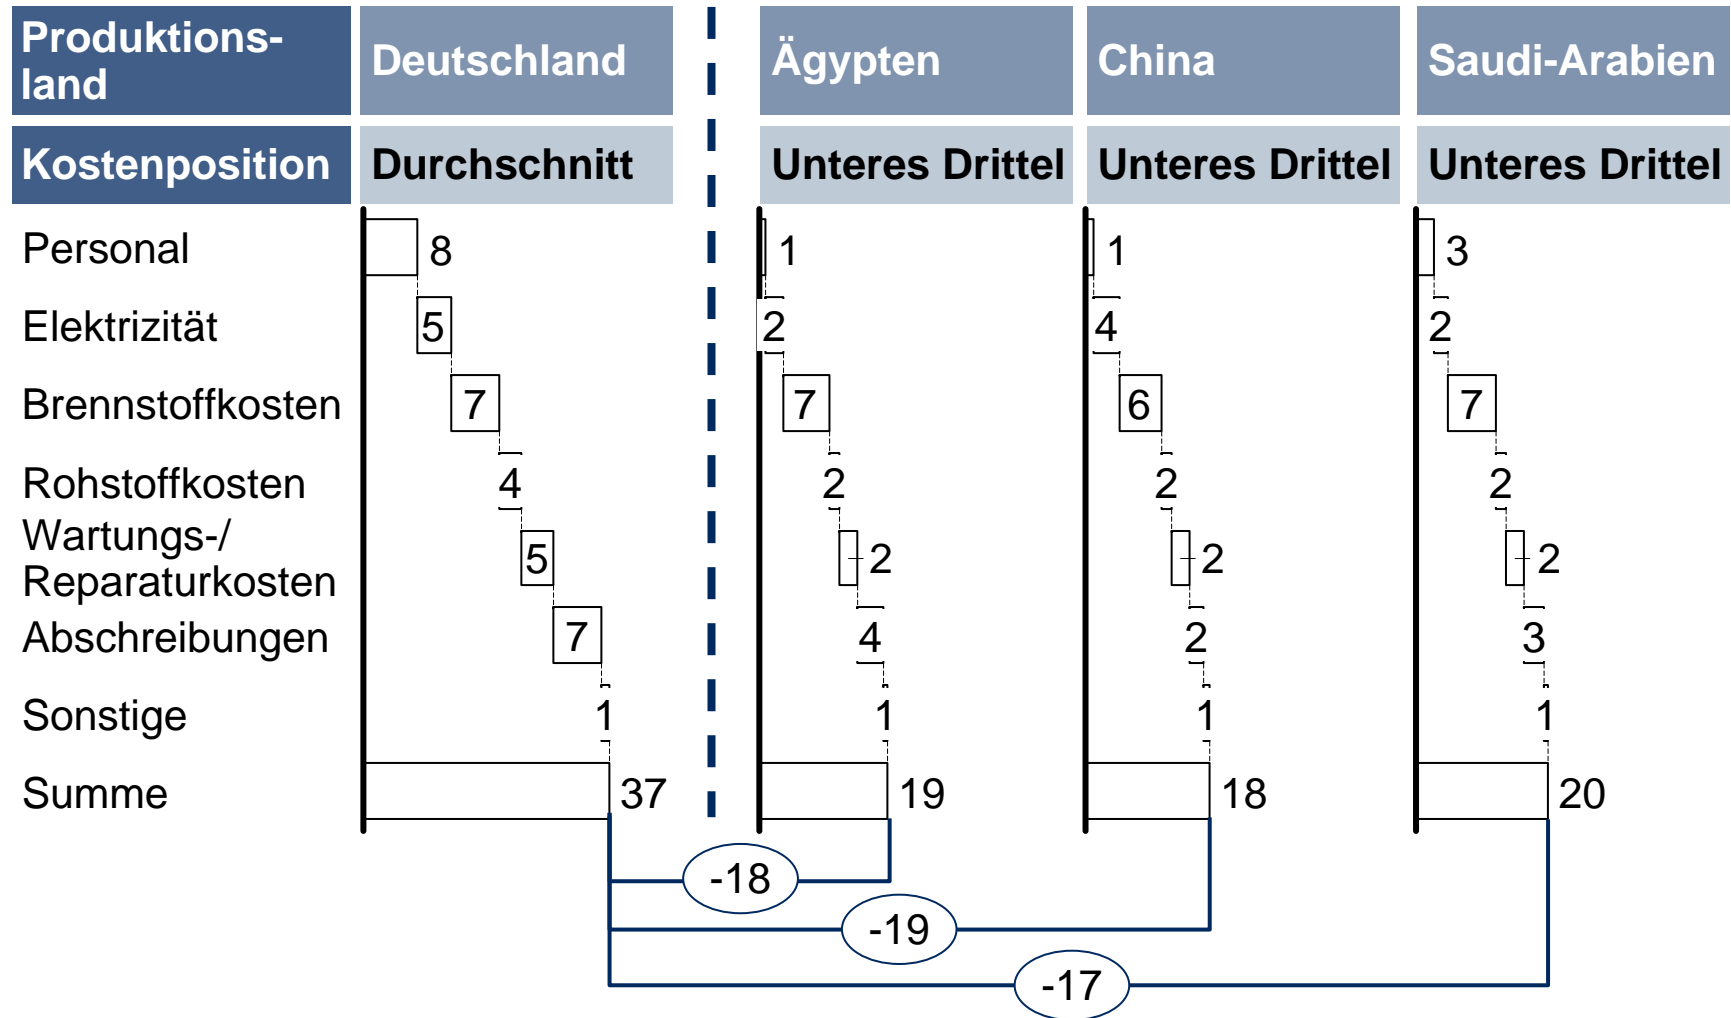 Produktions-
land
Deutschland
Ägypten
China
Saudi-Arabien
Kostenposition
Durchschnitt
Unteres Drittel
Unteres Drittel
Unteres Drittel
Personal 8 1 1 3
Elektrizität 5 2 4 2
Brennstoffkosten 7 7 6 7
Rohstoffkosten 4 2 2 2
Wartungs-/
Reparaturkosten 5 2 2 2
Abschreibungen 7 4 2 3
Sonstige 1 1 1 1
Summe 37 19 18 20
-18
-19
-17